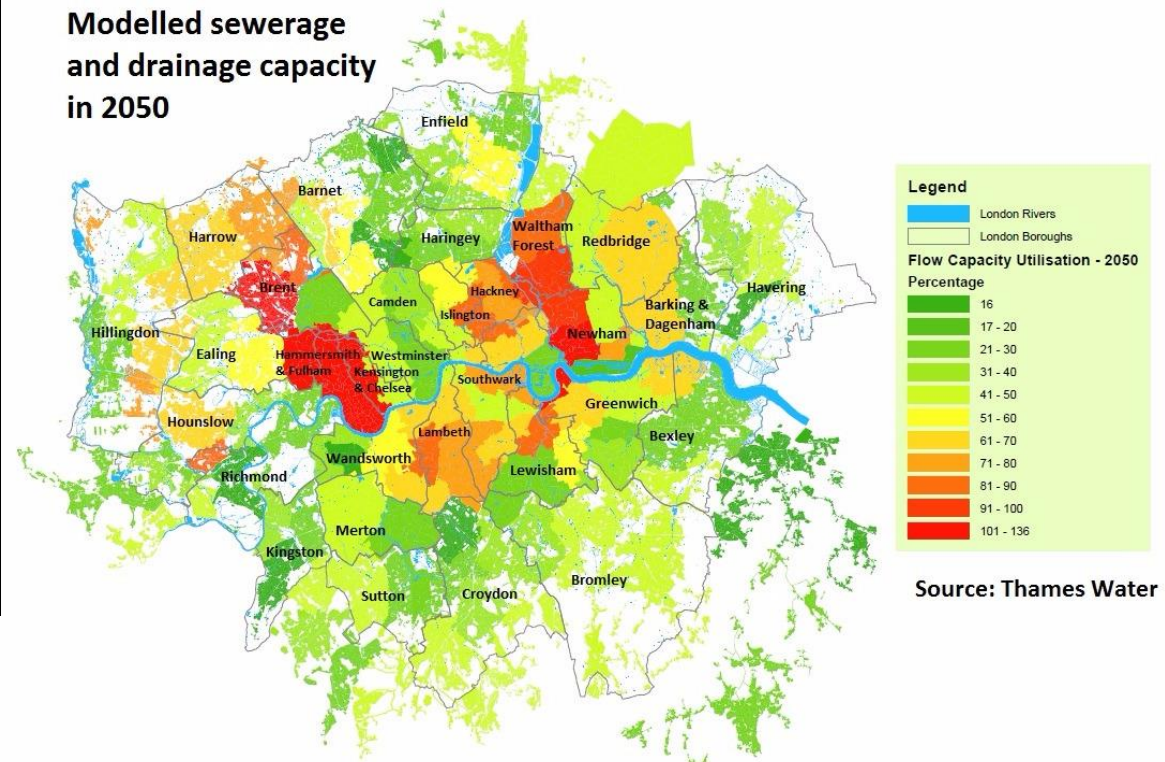 Modelled sewerage
and drainage capacity
in 2050
Enfield
Barnet
Harrow
Haringey
Waltham
Forest
Redbridge
Brent
Camden
Hackney
Islington
Havering
Barking &
Dagenham
Hillingdon
Ealing
Hammersmith
& Fulham
Westminster
Kensington
& Chelsea
Newham
Southwark
Hounslow
Greenwich
Lambeth
Bexley
Wandsworth
Lewisham
Richmond
Merton
Kingston
Sutton
Croydon
Bromley
Legend
London Rivers
London Boroughs
Flow Capacity Utilisation - 2050
Percentage
16
17 - 20
21 - 30
31 - 40
41 - 50
51 - 60
61 - 70
71 - 80
81 - 90
91 - 100
101 - 136
Source: Thames Water